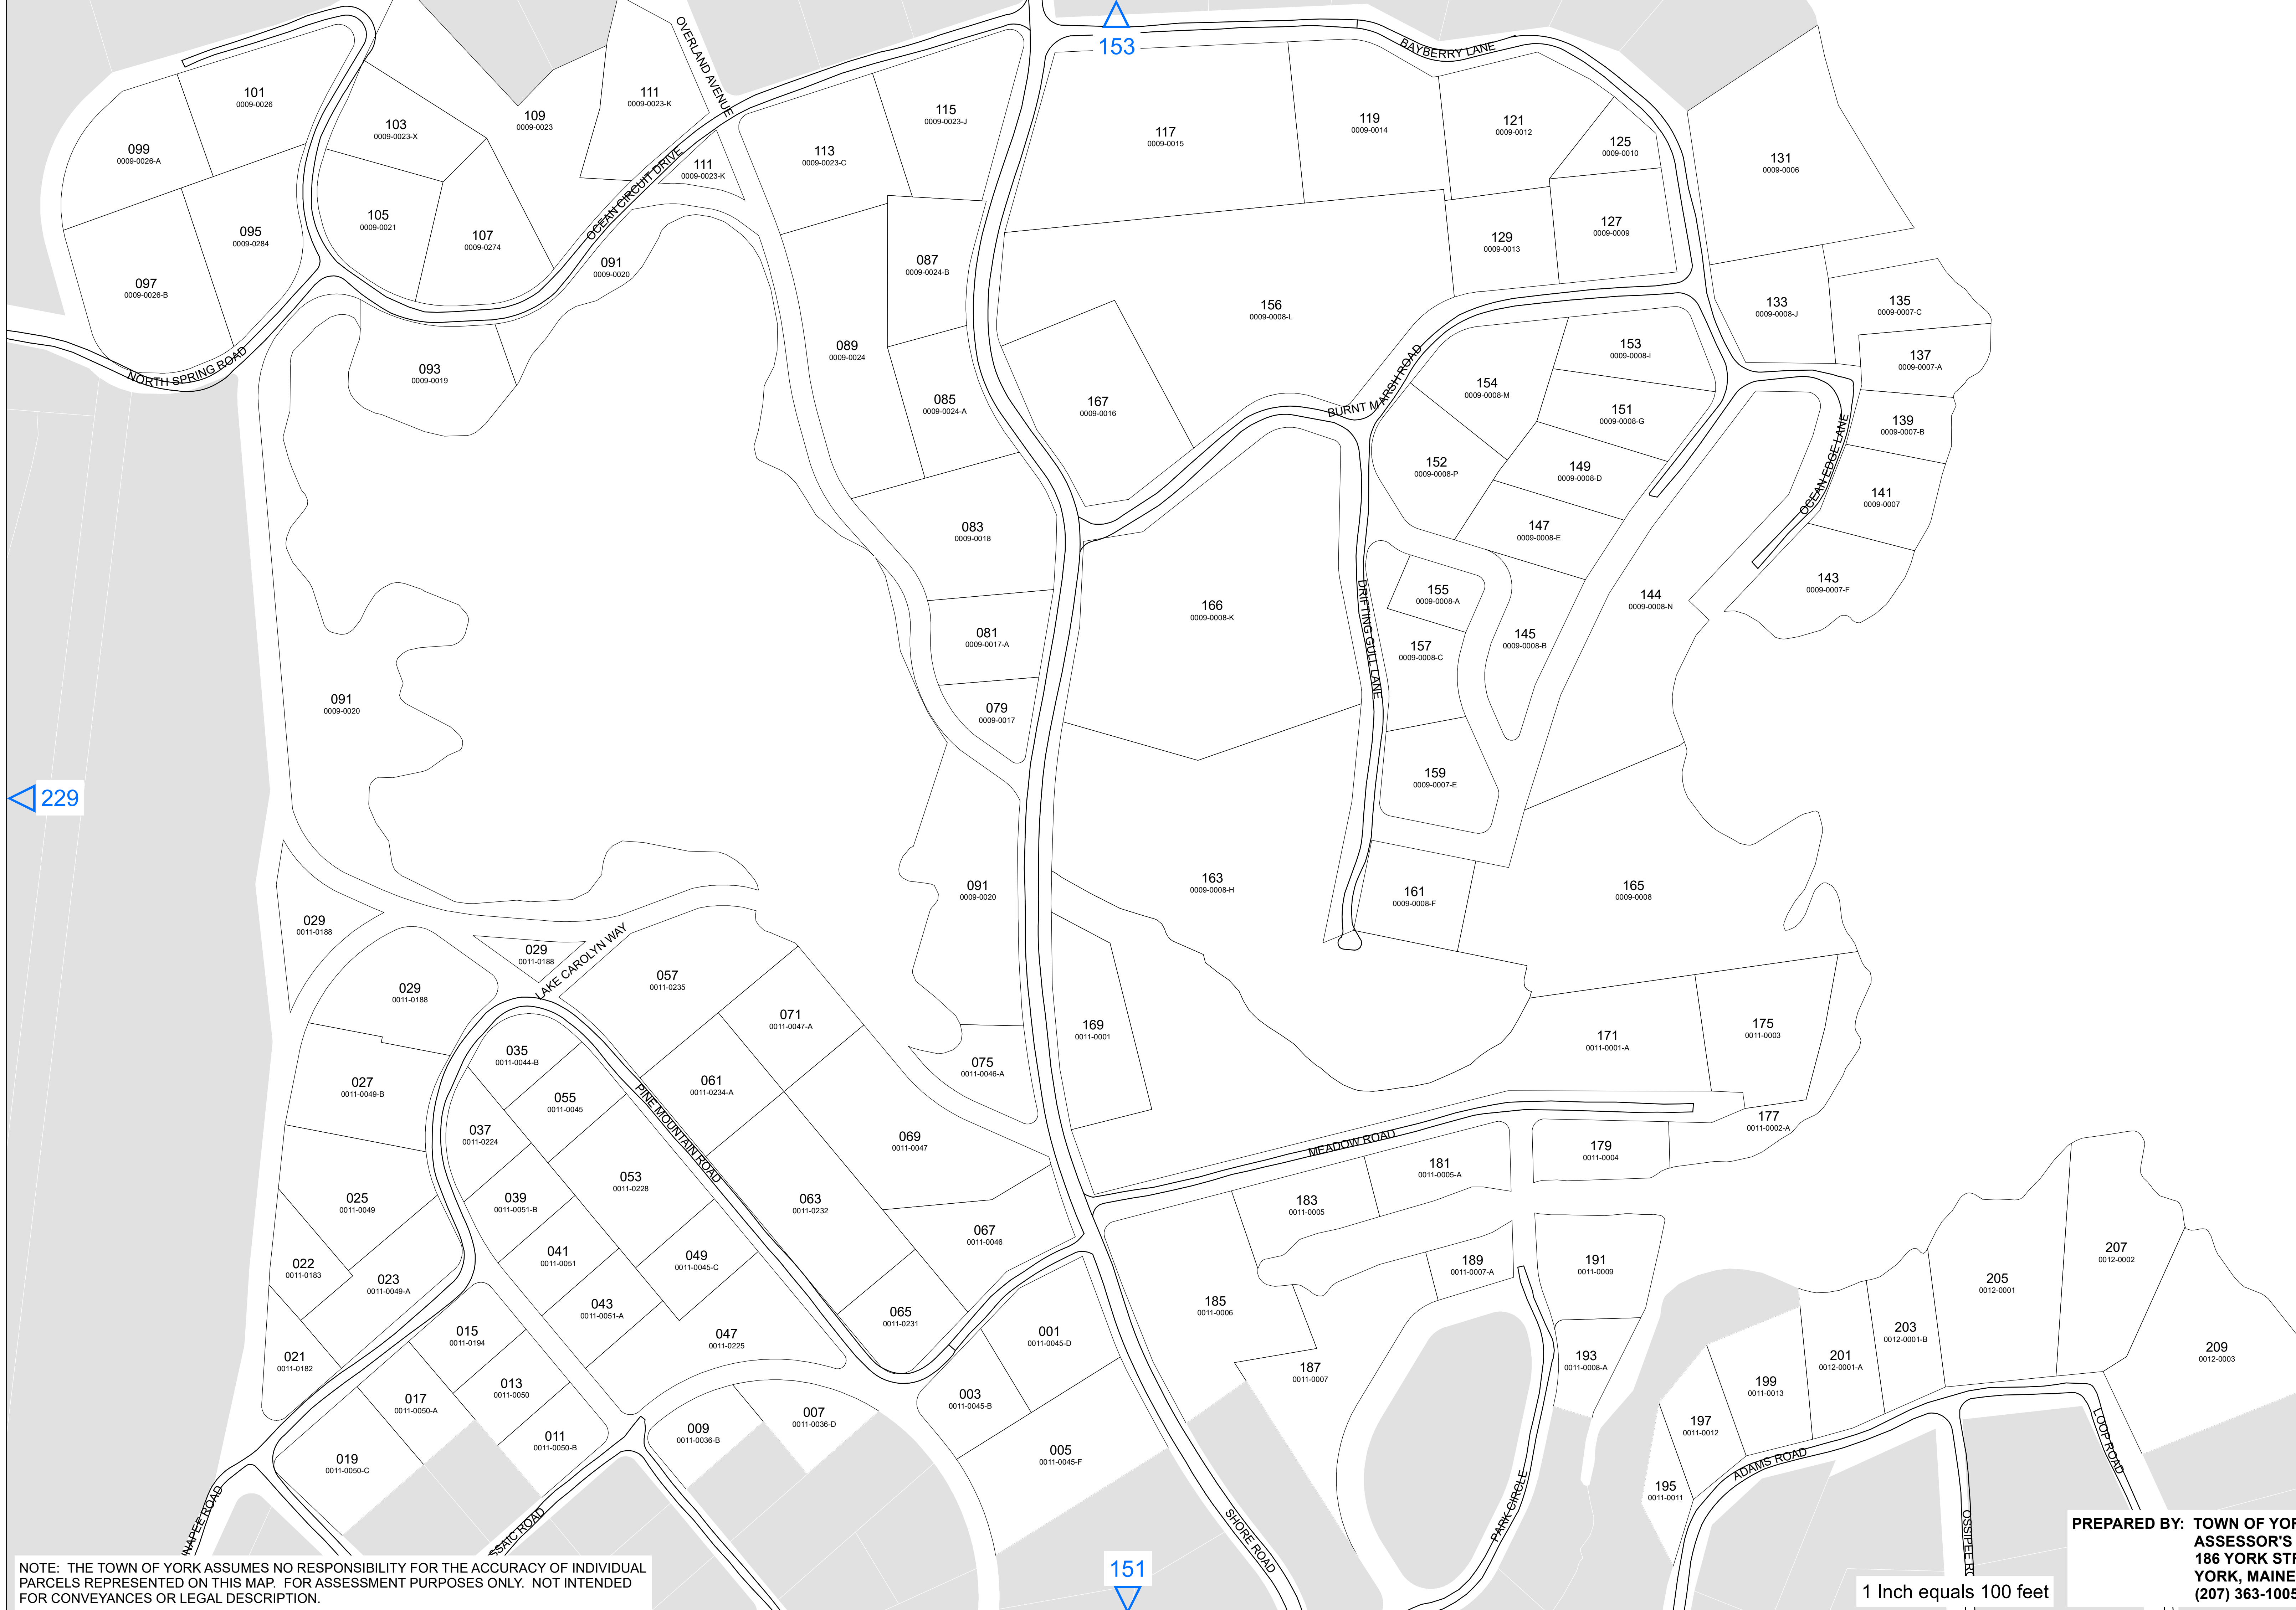 153
BAYBERRY LANE
OVERLAND AVENUE
101
0009-0026
111
0009-0023-K
109
0009-0023
115
0009-0023-J
103
0009-0023-X
117
0009-0015
119
0009-0014
121
0009-0012
125
0009-0010
099
0009-0026-A
113
0009-0023-C
131
0009-0006
111
0009-0023-K
OCEAN CIRCUIT DRIVE
105
0009-0021
095
0009-0284
107
0009-0274
129
0009-0013
127
0009-0009
091
0009-0020
087
0009-0024-B
097
0009-0026-B
156
0009-0008-L
133
0009-0008-J
135
0009-0007-C
089
0009-0024
153
0009-0008-I
137
0009-0007-A
NORTH SPRING ROAD
093
0009-0019
154
0009-0008-M
085
0009-0024-A
167
0009-0016
BURNT MARSH ROAD
151
0009-0008-G
139
0009-0007-B
152
0009-0008-P
149
0009-0008-D
OCEAN EDGE LANE
141
0009-0007
083
0009-0018
147
0009-0008-E
143
0009-0007-F
155
0009-0008-A
144
0009-0008-N
166
0009-0008-K
DRIFTING GULL LANE
081
0009-0017-A
145
0009-0008-B
157
0009-0008-C
091
0009-0020
079
0009-0017
159
0009-0007-E
229
091
0009-0020
163
0009-0008-H
161
0009-0008-F
165
0009-0008
029
0011-0188
029
0011-0188
LAKE CAROLYN WAY
057
0011-0235
029
0011-0188
071
0011-0047-A
169
0011-0001
171
0011-0001-A
175
0011-0003
035
0011-0044-B
075
0011-0046-A
027
0011-0049-B
061
0011-0234-A
055
0011-0045
PINE MOUNTAIN ROAD
177
0011-0002-A
037
0011-0224
069
0011-0047
MEADOW ROAD
179
0011-0004
181
0011-0005-A
053
0011-0228
025
0011-0049
039
0011-0051-B
063
0011-0232
183
0011-0005
067
0011-0046
207
0012-0002
041
0011-0051
049
0011-0045-C
189
0011-0007-A
191
0011-0009
022
0011-0183
023
0011-0049-A
205
0012-0001
043
0011-0051-A
185
0011-0006
065
0011-0231
015
0011-0194
047
0011-0225
001
0011-0045-D
203
0012-0001-B
209
0012-0003
021
0011-0182
193
0011-0008-A
201
0012-0001-A
187
0011-0007
013
0011-0050
199
0011-0013
017
0011-0050-A
003
0011-0045-B
007
0011-0036-D
197
0011-0012
LOOP ROAD
009
0011-0036-B
011
0011-0050-B
005
0011-0045-F
019
0011-0050-C
ADAMS ROAD
195
0011-0011
NAPEE ROAD
SSAIC ROAD
SHORE ROAD
PARK CIRCLE
OSSIPEE R
NOTE: THE TOWN OF YORK ASSUMES NO RESPONSIBILITY FOR THE ACCURACY OF INDIVIDUAL
PARCELS REPRESENTED ON THIS MAP. FOR ASSESSMENT PURPOSES ONLY. NOT INTENDED
FOR CONVEYANCES OR LEGAL DESCRIPTION.
151
1 Inch equals 100 feet
PREPARED BY: TOWN OF YOR
ASSESSOR'S
186 YORK STR
YORK, MAINE
(207) 363-1005